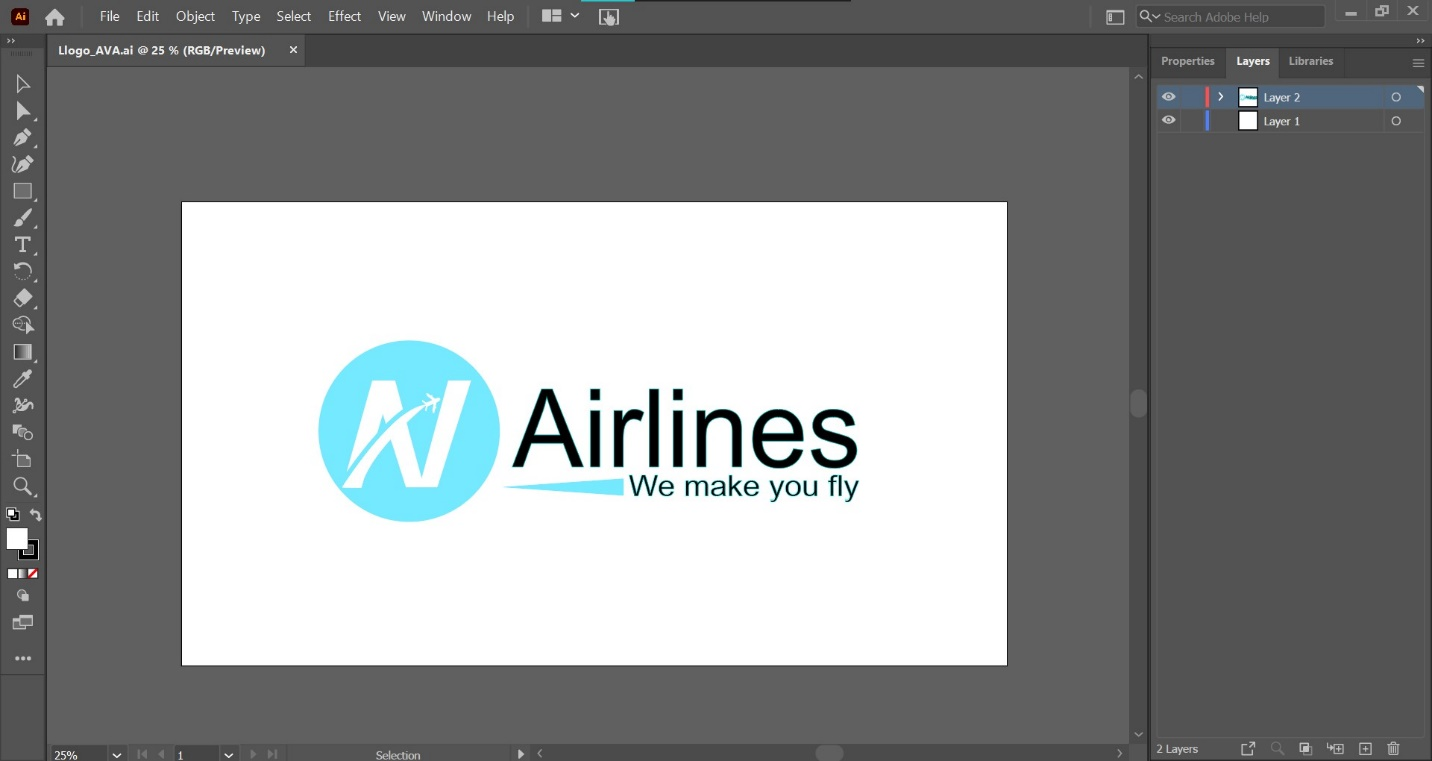 Ai File Edit Object Type Select Effect View Window Help Search Adobe Help
Llogo_AVA.ai @ 25 % (RGB/Preview)
Properties Layers Libraries
Layer 2
Layer 1
N
Airlines
We make you fly
25% 1 Selection
2 Layers